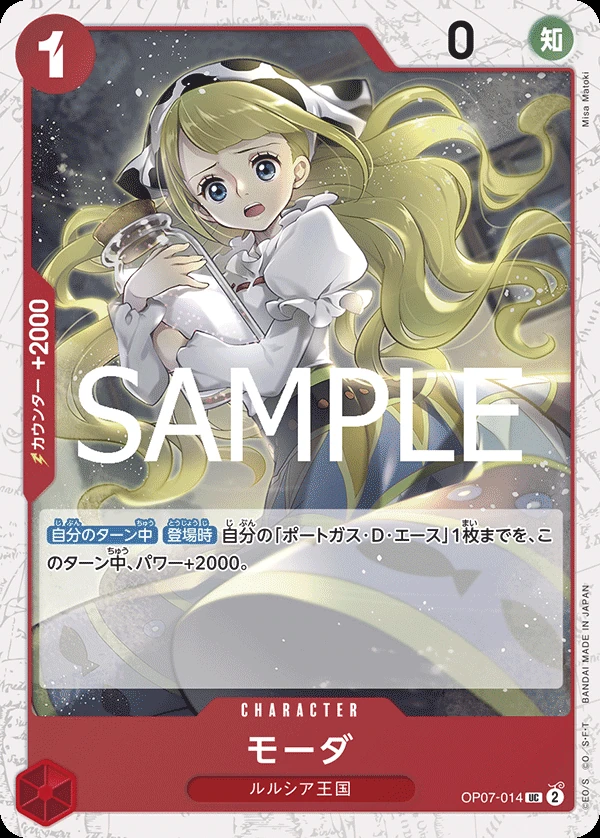 1
0
知
Misa Matoki
カウンター +2000
SAMPLE
自分のターン中 登場時 自分の「ポートガス・D・エース」1枚までを、こ
のターン中、パワー+2000。
CHARACTER
モーダ
ルルシア王国
OP07-014 UC 2
©E.O./S. ©O./S・F・T BANDAI MADE IN JAPAN